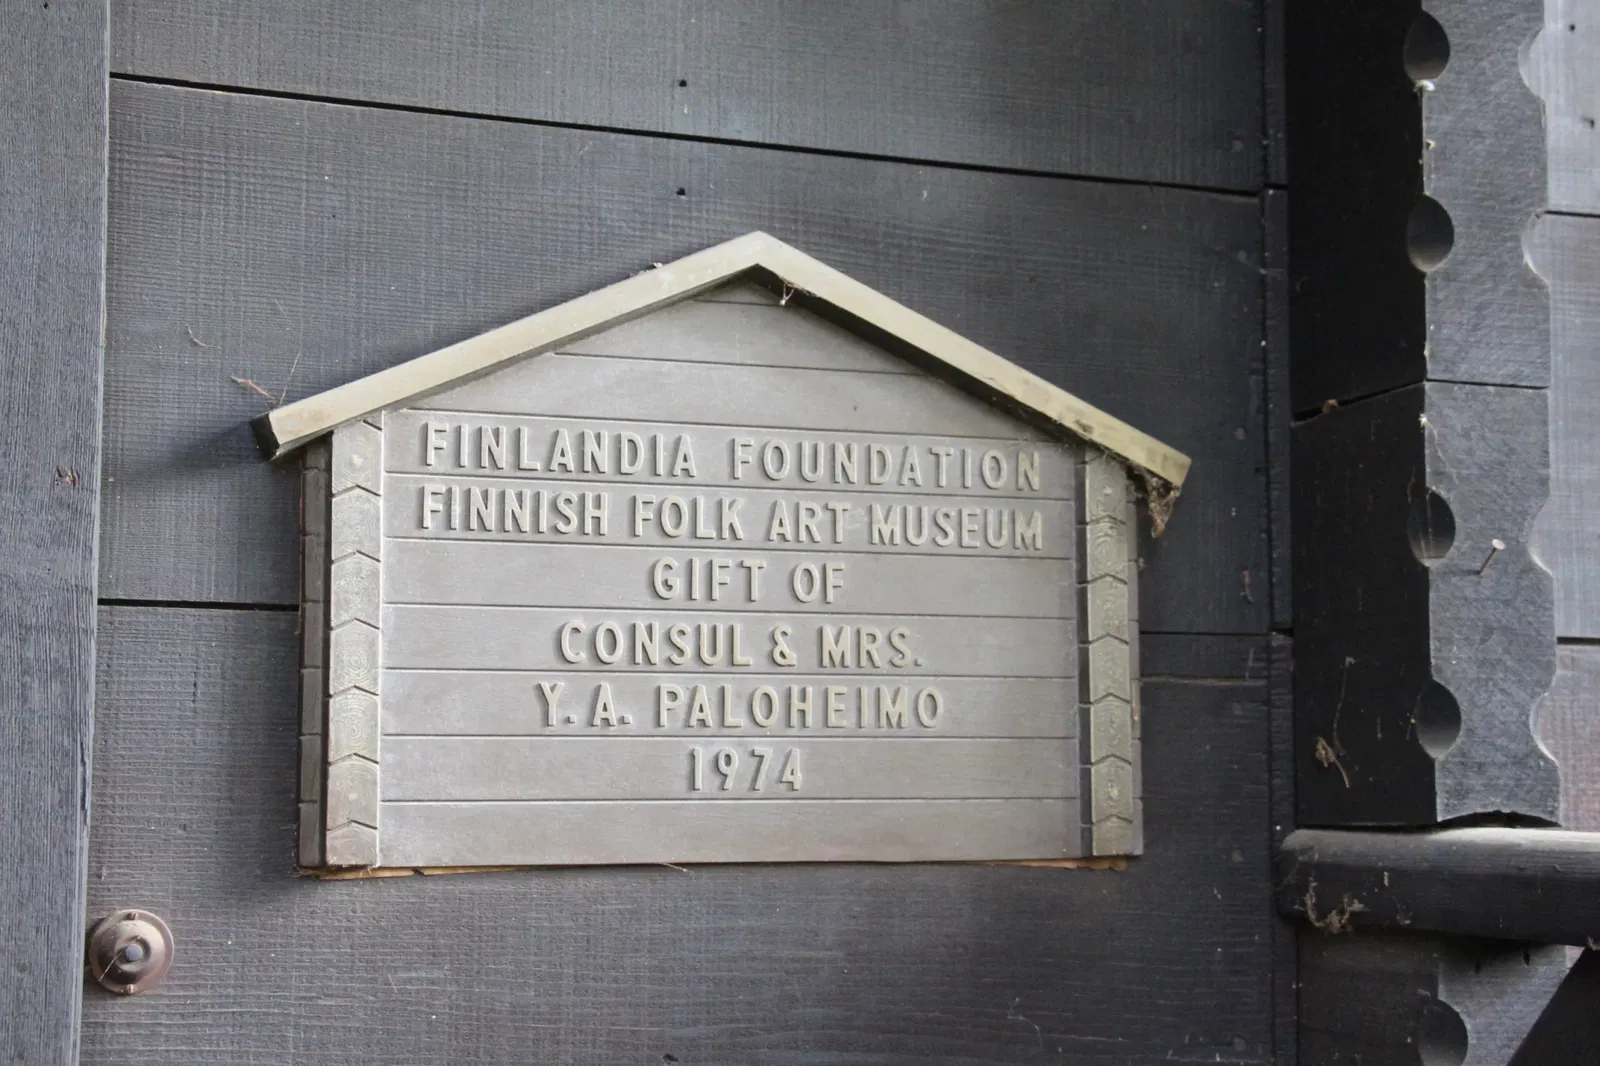 FINLANDIA FOUNDATION
FINNISH FOLK ART MUSEUM
GIFT OF
CONSUL & MRS.
Y. A. PALOHEIMO
1974